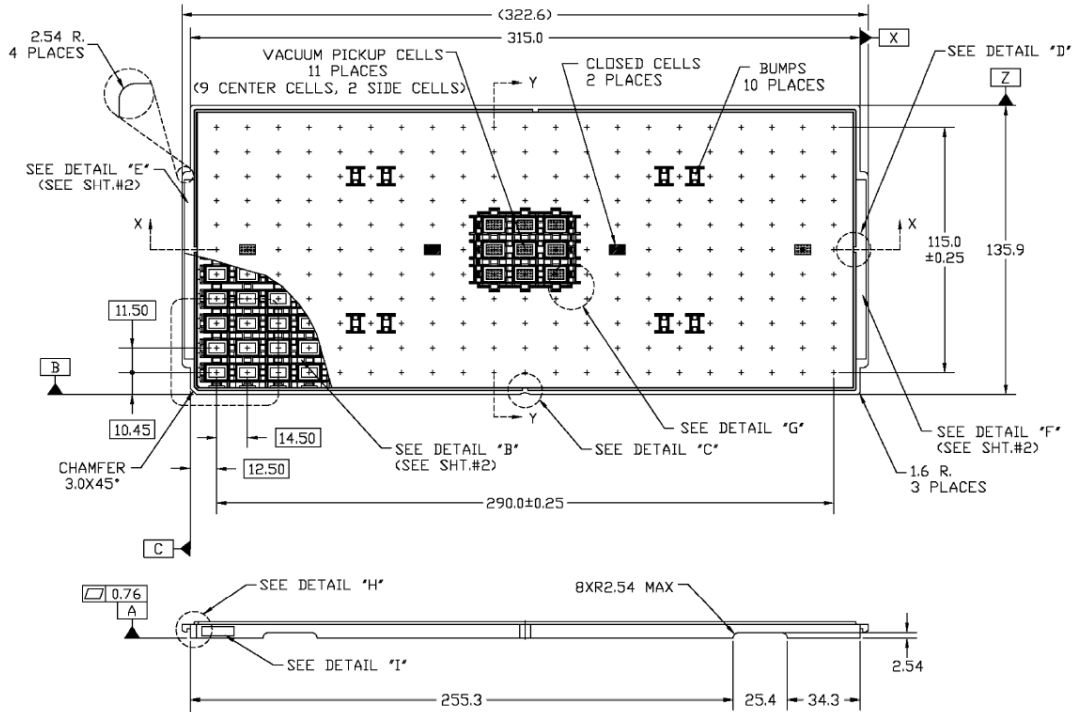 (322.6)
315.0
X
2.54 R.
4 PLACES
VACUUM PICKUP CELLS
11 PLACES
(9 CENTER CELLS, 2 SIDE CELLS)
Y
CLOSED CELLS
2 PLACES
BUMPS
10 PLACES
SEE DETAIL "D"
Z
SEE DETAIL "E"
(SEE SHT.#2)
X
X
115.0
±0.25
135.9
11.50
B
10.45
14.50
12.50
CHAMFER
3.0X45°
SEE DETAIL "B"
(SEE SHT.#2)
Y
SEE DETAIL "C"
SEE DETAIL "G"
SEE DETAIL "F"
(SEE SHT.#2)
1.6 R.
3 PLACES
290.0±0.25
C
0.76
A
SEE DETAIL "H"
8XR2.54 MAX
SEE DETAIL "I"
2.54
255.3
25.4
34.3